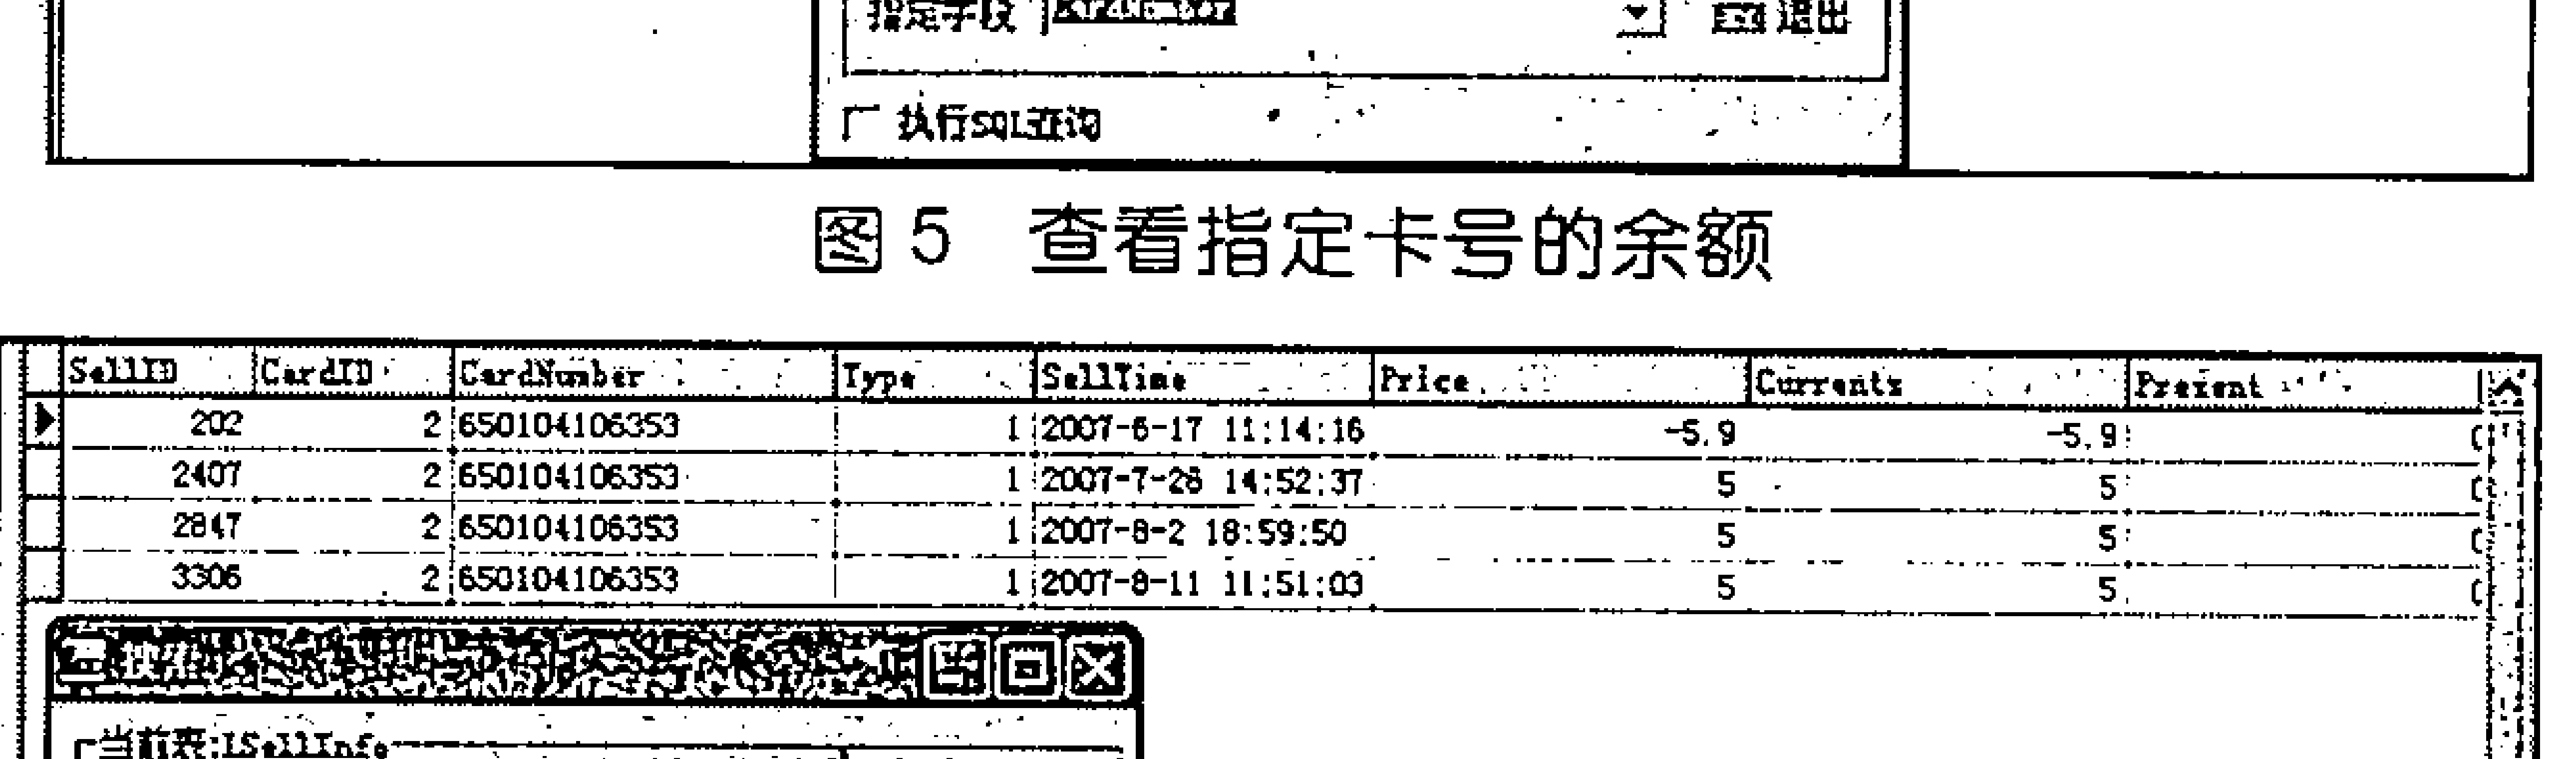 指定字段
退出
执行SQL查询
图 5 查看指定卡号的余额
SellID CardID CardNumber Type SellTime Price Currents Present
202 2 650104106353 1 2007-6-17 11:14:16 -5.9 -5.9
2407 2 650104106353 1 2007-7-26 14:52:37 5 5
2847 2 650104106353 1 2007-8-2 18:59:50 5 5
3306 2 650104106353 1 2007-8-11 11:51:03 5 5
当前表:lSellInfo